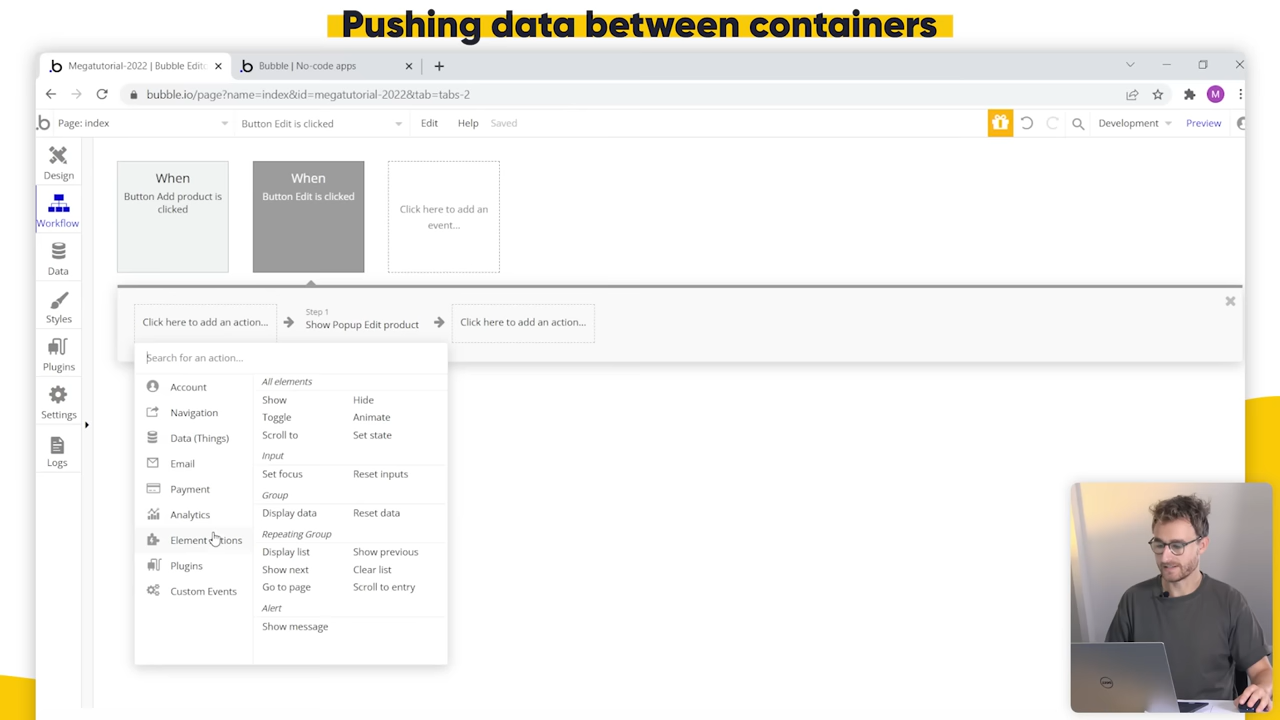 Pushing data between containers
Megatutorial-2022 | Bubble Edito
Bubble | No-code apps
bubble.io/page?name=index&id=megatutorial-2022&tab=tabs-2
M
Page: index
Button Edit is clicked
Edit
Help
Saved
Development
Preview
Design
Workflow
Data
Styles
Plugins
Settings
Logs
When
Button Add product is
clicked
When
Button Edit is clicked
Click here to add an
event...
Click here to add an action...
Step 1
Show Popup Edit product
Click here to add an action...
Search for an action...
Account
Navigation
Data (Things)
Email
Payment
Analytics
Element
Plugins
Custom Events
All elements
Show
Hide
Toggle
Animate
Scroll to
Set state
Input
Set focus
Reset inputs
Group
Display data
Reset data
Repeating Group
Display list
Show previous
Show next
Clear list
Go to page
Scroll to entry
Alert
Show message
DELL